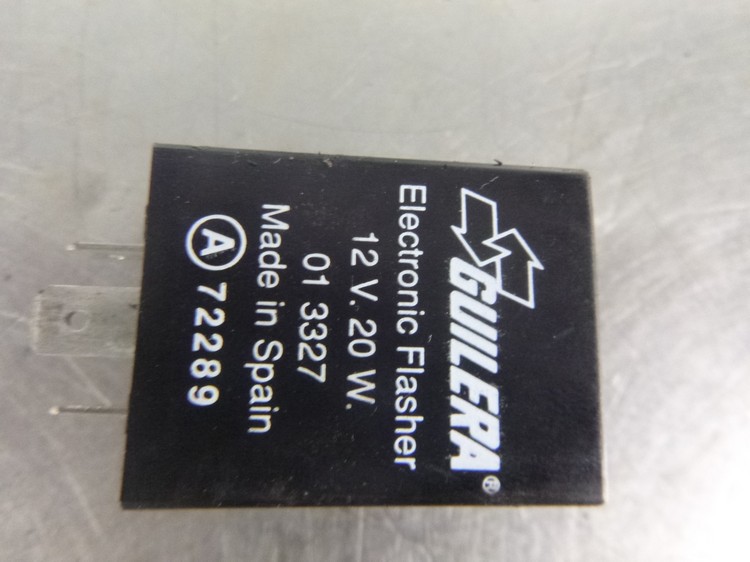 GUILERA®
Electronic Flasher
12 V. 20 W.
01 3327
Made in Spain
A 72289